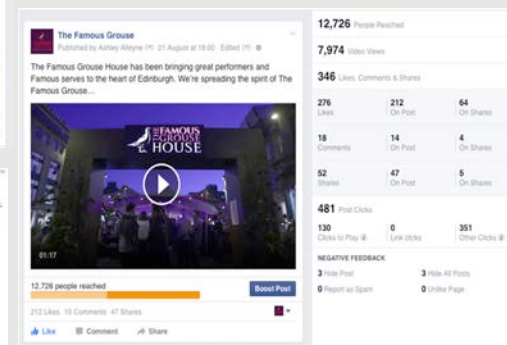 The Famous Grouse
Published by Ashley Alleyne [?] · 21 August at 18:00 · Edited [?] ·
The Famous Grouse House has been bringing great performers and
Famous serves to the heart of Edinburgh. We're spreading the spirit of The
Famous Grouse...
THE FAMOUS
GROUSE
HOUSE
01:17
12,726 people reached
Boost Post
212 Likes 10 Comments 47 Shares
Like Comment Share
12,726 People Reached
7,974 Video Views
346 Likes, Comments & Shares
276 212 64
Likes On Post On Shares
18 14 4
Comments On Post On Shares
52 47 5
Shares On Post On Shares
481 Post Clicks
130 0 351
Clicks to Play Link clicks Other Clicks
NEGATIVE FEEDBACK
3 Hide Post 3 Hide All Posts
0 Report as Spam 0 Unlike Page